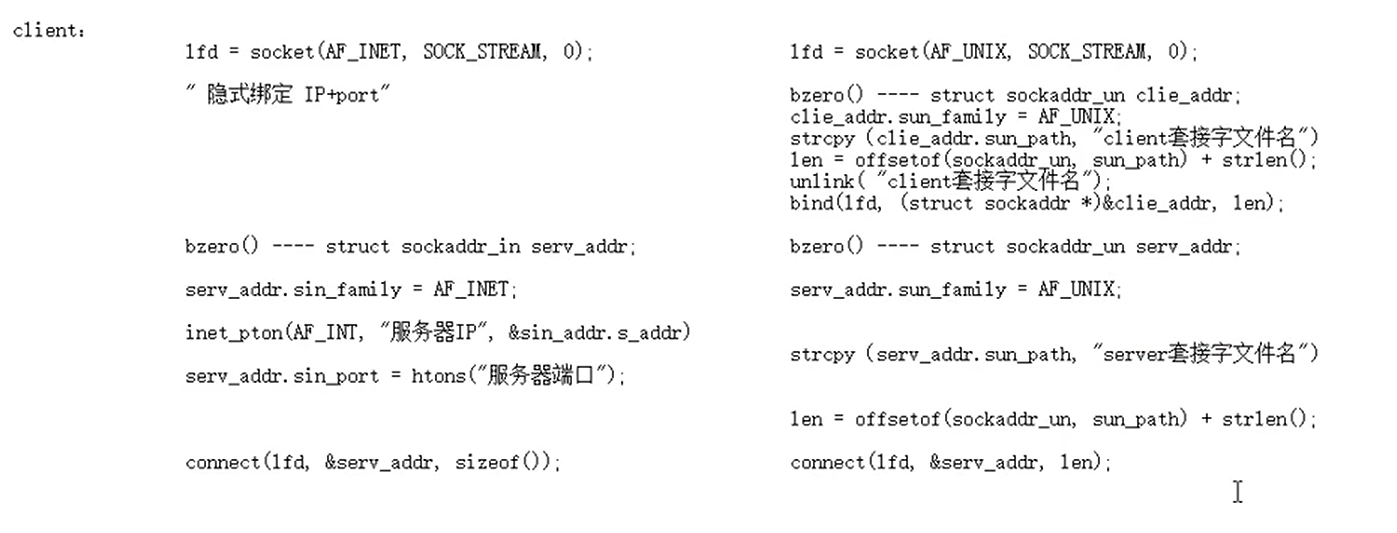 client:
lfd = socket(AF_INET, SOCK_STREAM, 0);
" 隐式绑定 IP+port"
bzero() ---- struct sockaddr_in serv_addr;
serv_addr.sin_family = AF_INET;
inet_pton(AF_INT, "服务器IP", &sin_addr.s_addr)
serv_addr.sin_port = htons("服务器端口");
connect(lfd, &serv_addr, sizeof());
lfd = socket(AF_UNIX, SOCK_STREAM, 0);
bzero() ---- struct sockaddr_un clie_addr;
clie_addr.sun_family = AF_UNIX;
strcpy (clie_addr.sun_path, "client套接字文件名")
len = offsetof(sockaddr_un, sun_path) + strlen();
unlink( "client套接字文件名");
bind(lfd, (struct sockaddr *)&clie_addr, len);
bzero() ---- struct sockaddr_un serv_addr;
serv_addr.sun_family = AF_UNIX;
strcpy (serv_addr.sun_path, "server套接字文件名")
len = offsetof(sockaddr_un, sun_path) + strlen();
connect(lfd, &serv_addr, len);